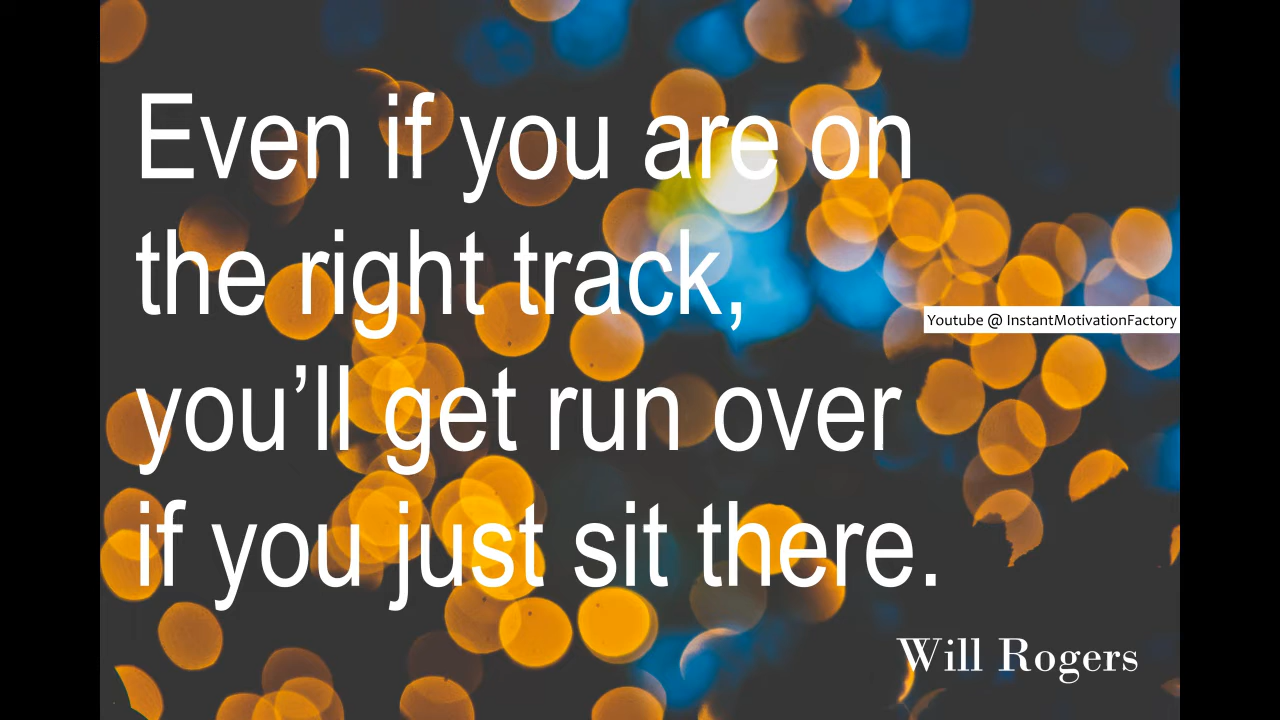 Even if you are on
the right track,
Youtube @ InstantMotivationFactory
you’ll get run over
if you just sit there.
Will Rogers